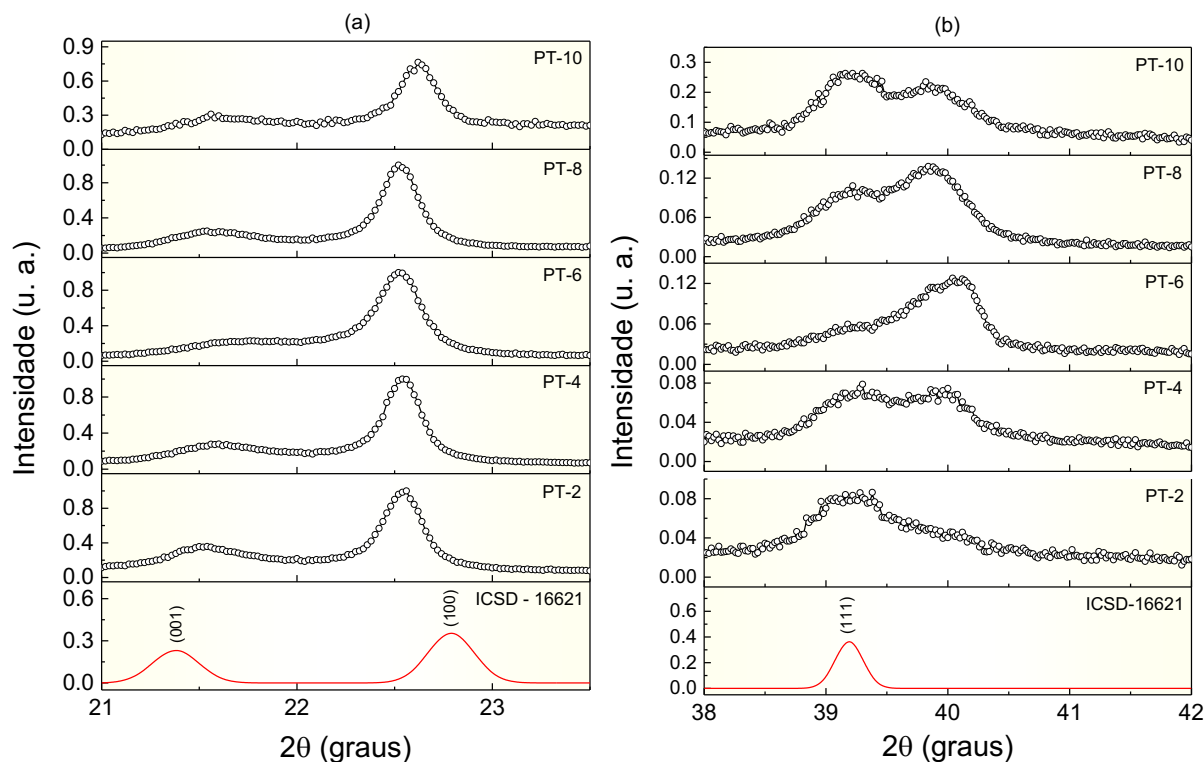 (a)
Intensidade (u. a.)
PT-10
0.9
0.6
0.3
0.0
PT-8
1.0
0.8
0.4
0.0
PT-6
0.8
0.4
0.0
PT-4
0.8
0.4
0.0
PT-2
0.8
0.4
0.0
ICSD - 16621
(001)
(100)
0.6
0.3
0.0
21 22 23
2θ (graus)
(b)
Intensidade (u. a.)
PT-10
0.3
0.2
0.1
0.0
PT-8
0.12
0.06
0.00
PT-6
0.12
0.06
0.00
PT-4
0.08
0.04
0.00
PT-2
0.08
0.04
0.00
ICSD-16621
(111)
0.6
0.4
0.2
0.0
38 39 40 41 42
2θ (graus)